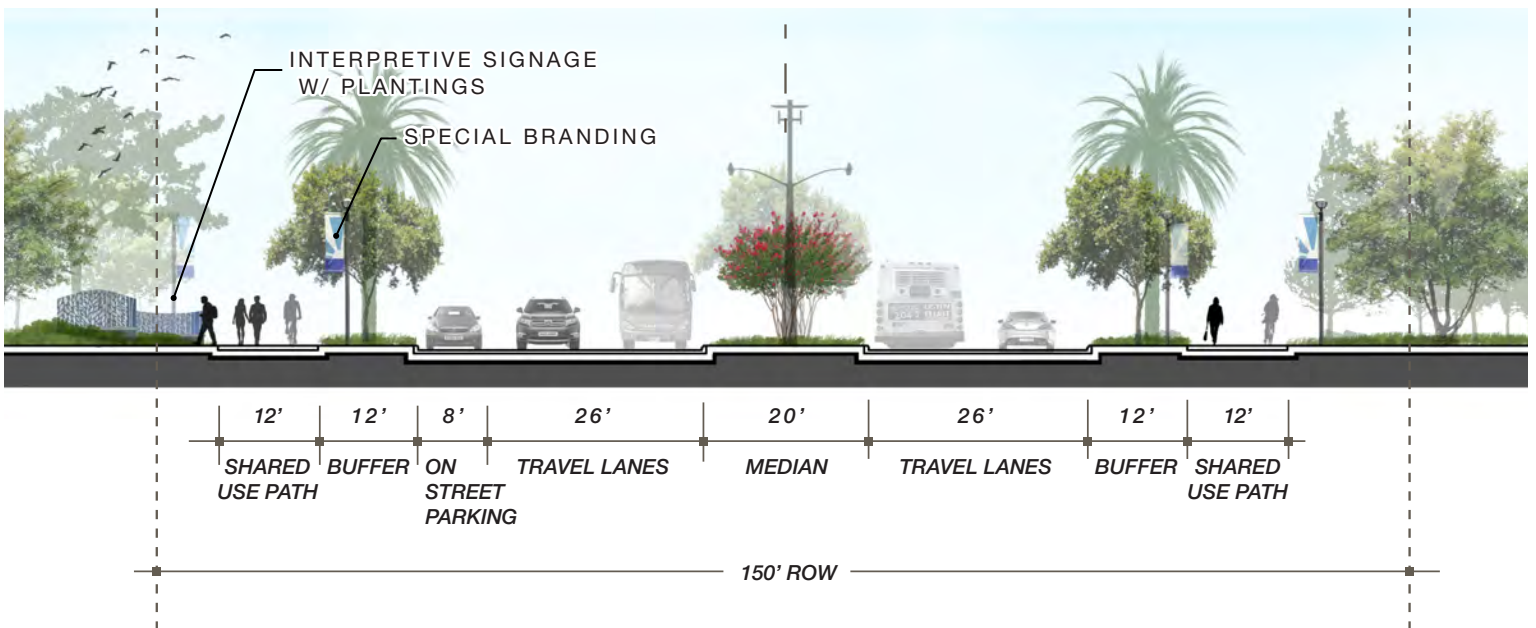 INTERPRETIVE SIGNAGE
W/ PLANTINGS
SPECIAL BRANDING
12’
12’
8’
26’
20’
26’
12’
12’
SHARED
USE PATH
BUFFER
ON
STREET
PARKING
TRAVEL LANES
MEDIAN
TRAVEL LANES
BUFFER
SHARED
USE PATH
150’ ROW